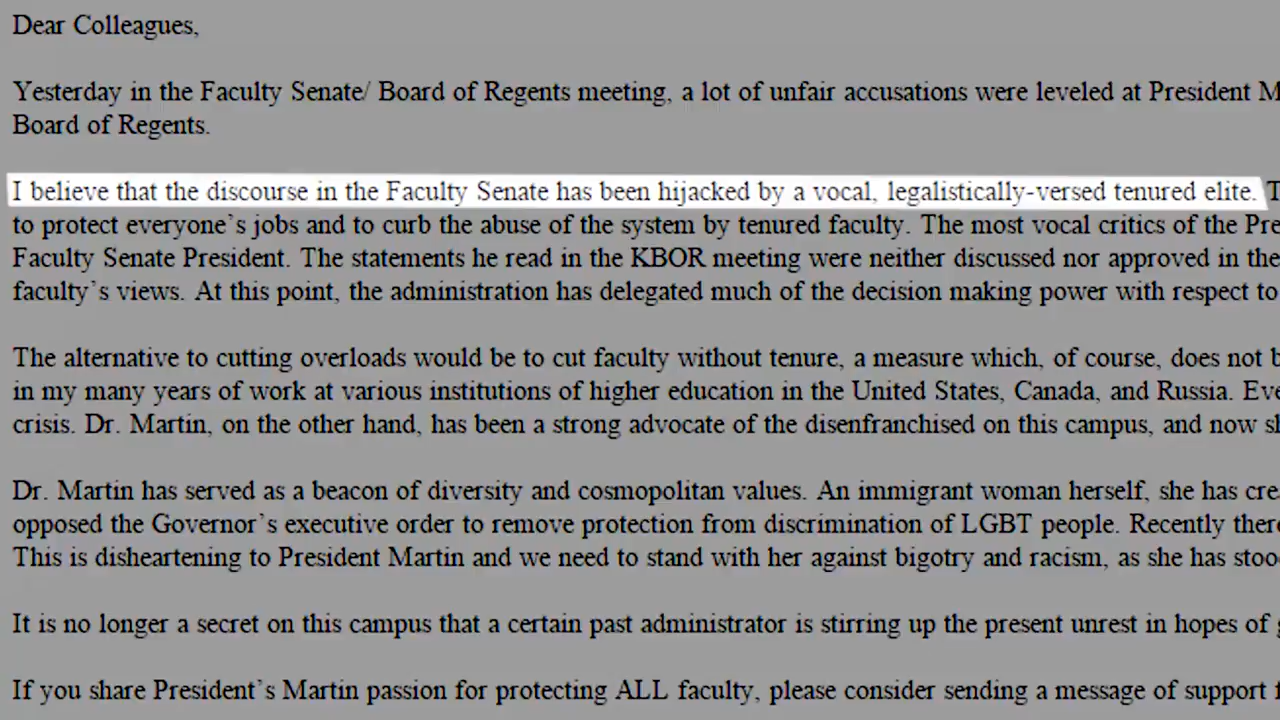 Dear Colleagues,
Yesterday in the Faculty Senate/ Board of Regents meeting, a lot of unfair accusations were leveled at President M
Board of Regents.
I believe that the discourse in the Faculty Senate has been hijacked by a vocal, legalistically-versed tenured elite. T
to protect everyone’s jobs and to curb the abuse of the system by tenured faculty. The most vocal critics of the Pre
Faculty Senate President. The statements he read in the KBOR meeting were neither discussed nor approved in the
faculty’s views. At this point, the administration has delegated much of the decision making power with respect to
The alternative to cutting overloads would be to cut faculty without tenure, a measure which, of course, does not b
in my many years of work at various institutions of higher education in the United States, Canada, and Russia. Eve
crisis. Dr. Martin, on the other hand, has been a strong advocate of the disenfranchised on this campus, and now sh
Dr. Martin has served as a beacon of diversity and cosmopolitan values. An immigrant woman herself, she has crea
opposed the Governor’s executive order to remove protection from discrimination of LGBT people. Recently there
This is disheartening to President Martin and we need to stand with her against bigotry and racism, as she has stoo
It is no longer a secret on this campus that a certain past administrator is stirring up the present unrest in hopes of g
If you share President’s Martin passion for protecting ALL faculty, please consider sending a message of support f